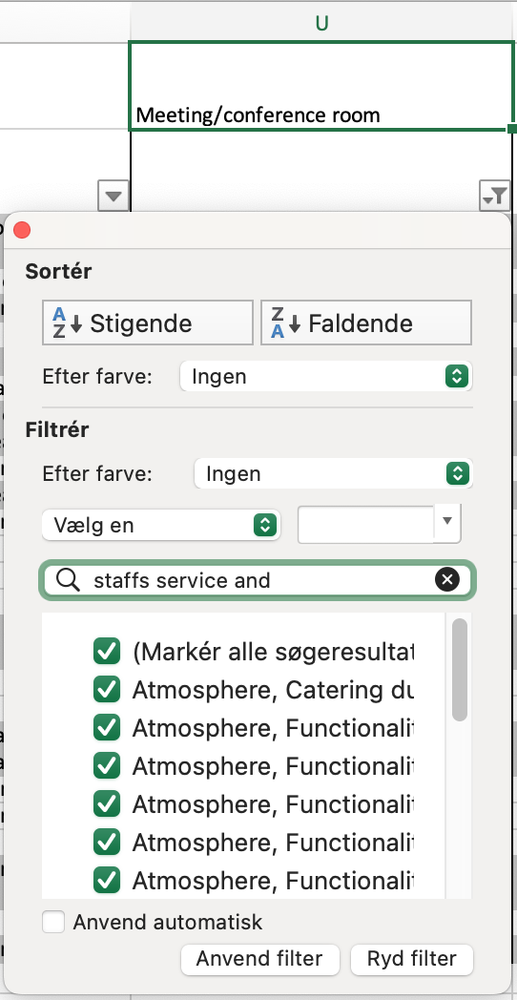 U
Meeting/conference room
Sortér
A Z Stigende
Z A Faldende
Efter farve: Ingen
Filtrér
Efter farve: Ingen
Vælg en
staffs service and
(Markér alle søgeresultat
Atmosphere, Catering du
Atmosphere, Functionalit
Atmosphere, Functionalit
Atmosphere, Functionalit
Atmosphere, Functionalit
Atmosphere, Functionalit
Anvend automatisk
Anvend filter
Ryd filter